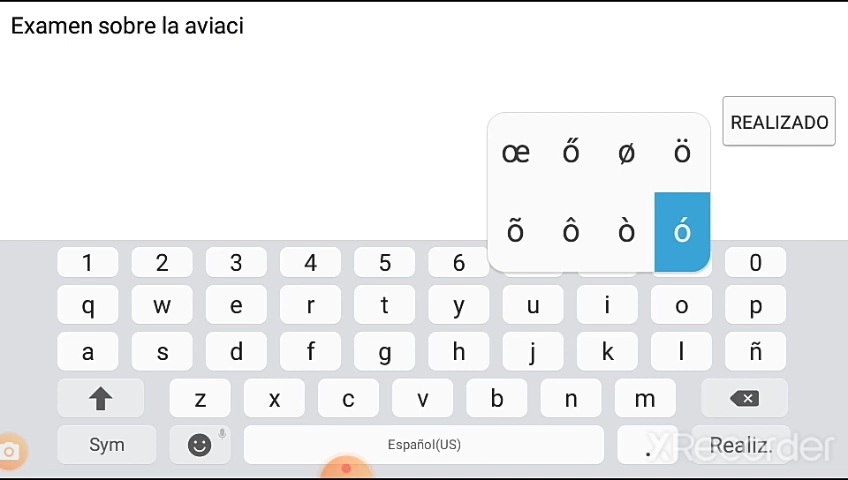 Examen sobre la aviaci
REALIZADO
œ ő ø ö
õ ô ò ó
1 2 3 4 5 6 0
q w e r t y u i o p
a s d f g h j k l ñ
z x c v b n m
Sym Español(US) . Realiz.
XRecorder